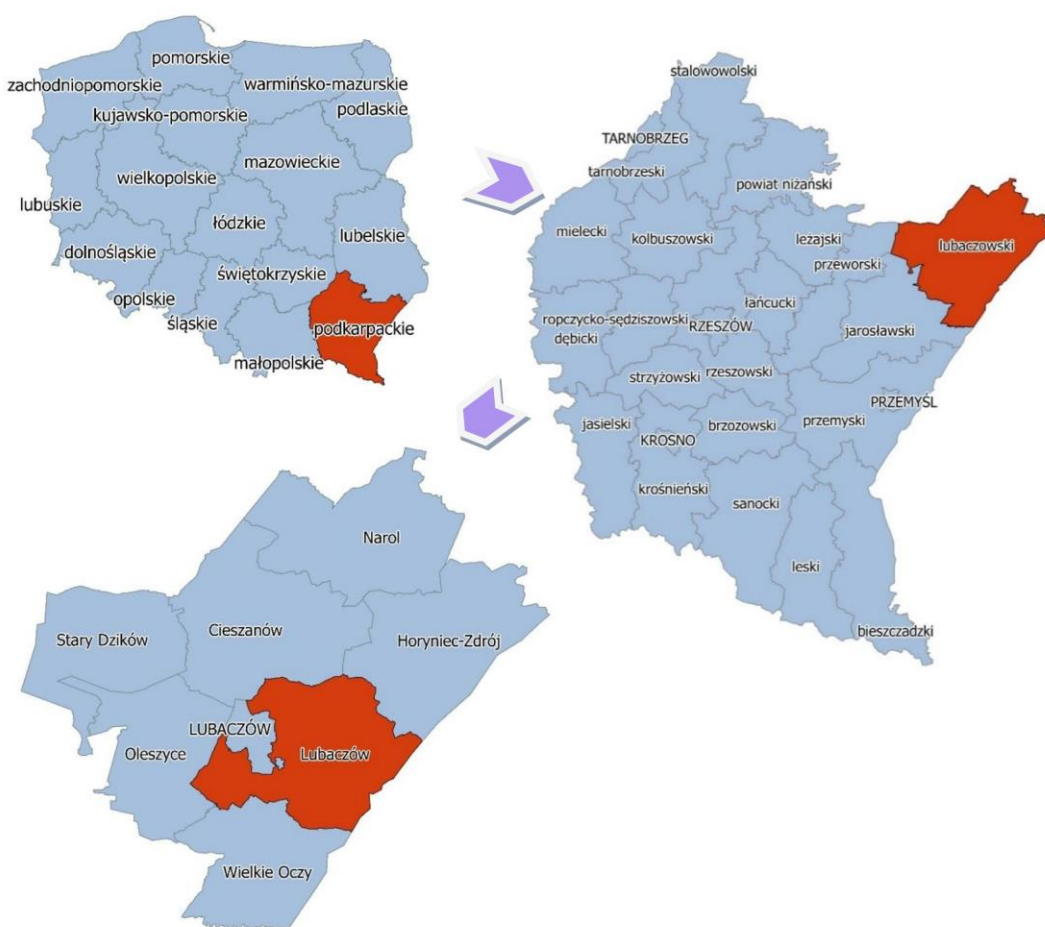 pomorskie
zachodniopomorskie
warmińsko-mazurskie
podlaskie
kujawsko-pomorskie
mazowieckie
wielkopolskie
lubuskie
łódzkie
lubelskie
dolnośląskie
świętokrzyskie
opolskie
śląskie
podkarpackie
małopolskie
stalowowolski
TARNOBRZEG
tarnobrzeski
powiat niżański
mielecki
kolbuszowski
leżajski
lubaczowski
przeworski
łańcucki
ropczycko-sędziszowski
RZESZÓW
jarosławski
dębicki
strzyżowski
rzeszowski
PRZEMYŚL
jasielski
KROSNO
brzozowski
przemyski
krośnieński
sanocki
leski
bieszczadzki
Narol
Stary Dzików
Cieszanów
Horyniec-Zdrój
LUBACZÓW
Oleszyce
Lubaczów
Wielkie Oczy